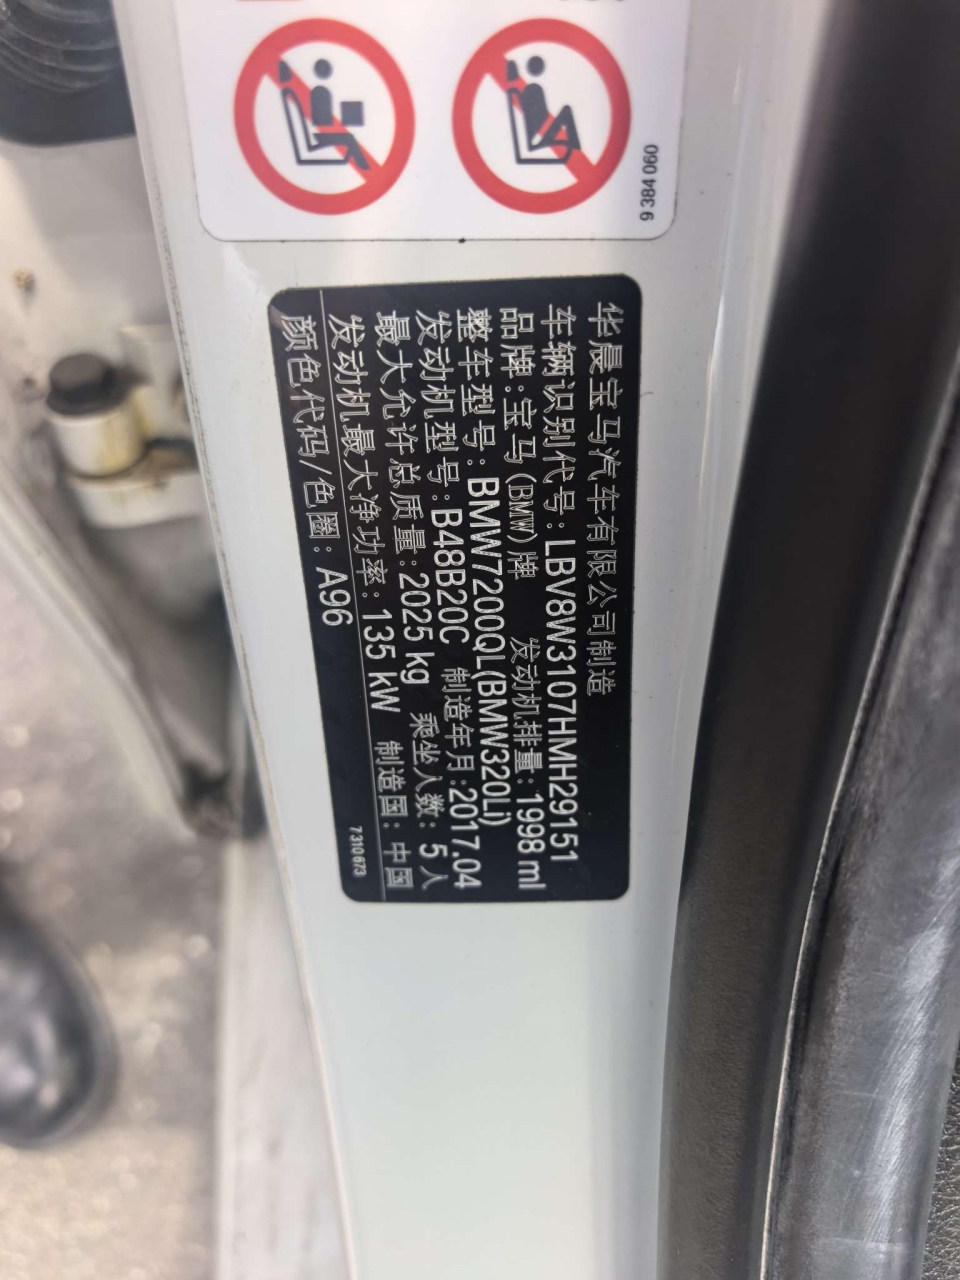 9 384 060
华晨宝马汽车有限公司制造
车辆识别代号:LBV8W3107HMH29151
品牌:宝马(BMW)牌 发动机排量:1998 ml
整车型号:BMW7200QL(BMW320Li)
发动机型号:B48B20C 制造年月:2017.04
最大允许总质量:2025 kg 乘坐人数:5人
发动机最大净功率:135 kW 制造国:中国
颜色代码/色圈:A96
7 310 673